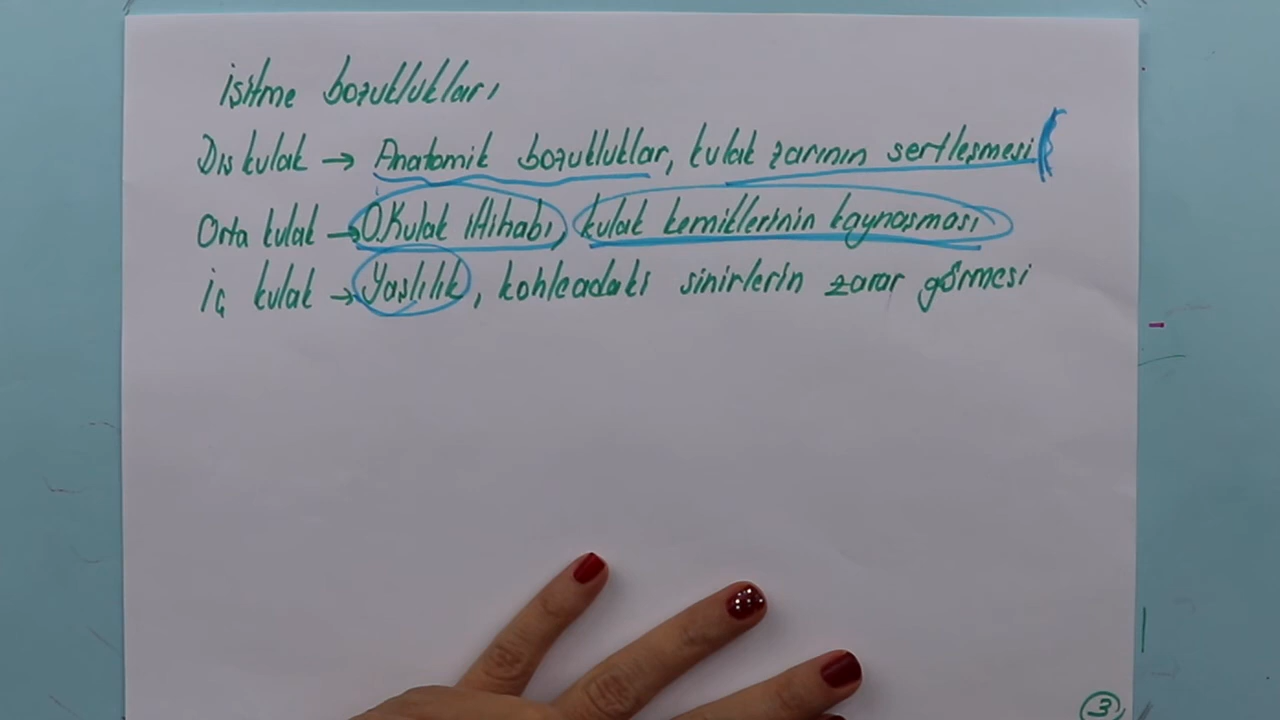 İşitme bozuklukları
Dış kulak → Anatomik bozukluklar, kulak zarının sertleşmesi
Orta kulak → O.Kulak iltihabı, kulak kemiklerinin kaynaşması
İç kulak → Yaşlılık, kohleadaki sinirlerin zarar görmesi
3